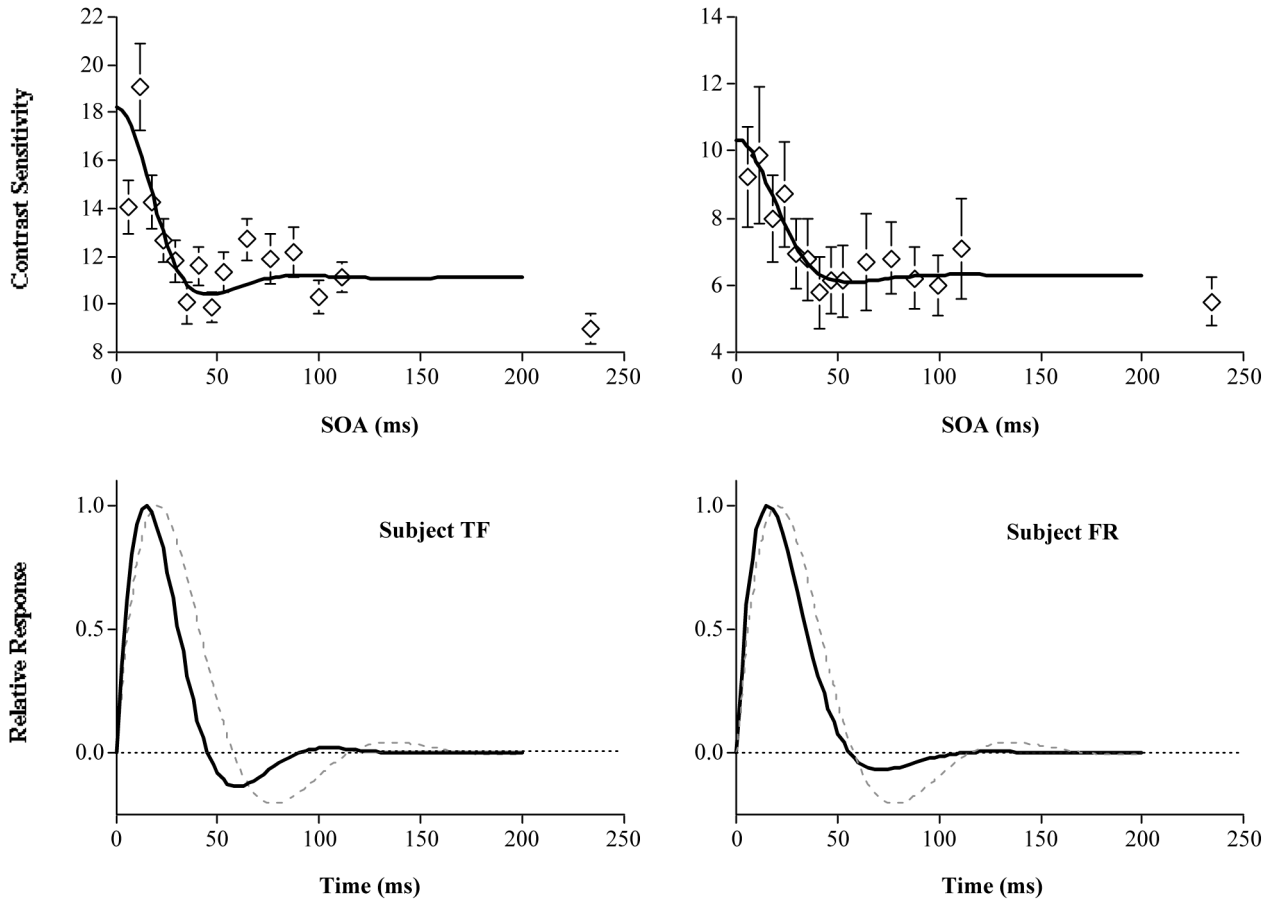 Contrast Sensitivity
22
20
18
16
14
12
10
8
0 50 100 150 200 250
SOA (ms)
14
12
10
8
6
4
0 50 100 150 200 250
SOA (ms)
Relative Response
1.0
0.5
0.0
Subject TF
0 50 100 150 200 250
Time (ms)
1.0
0.5
0.0
Subject FR
0 50 100 150 200 250
Time (ms)